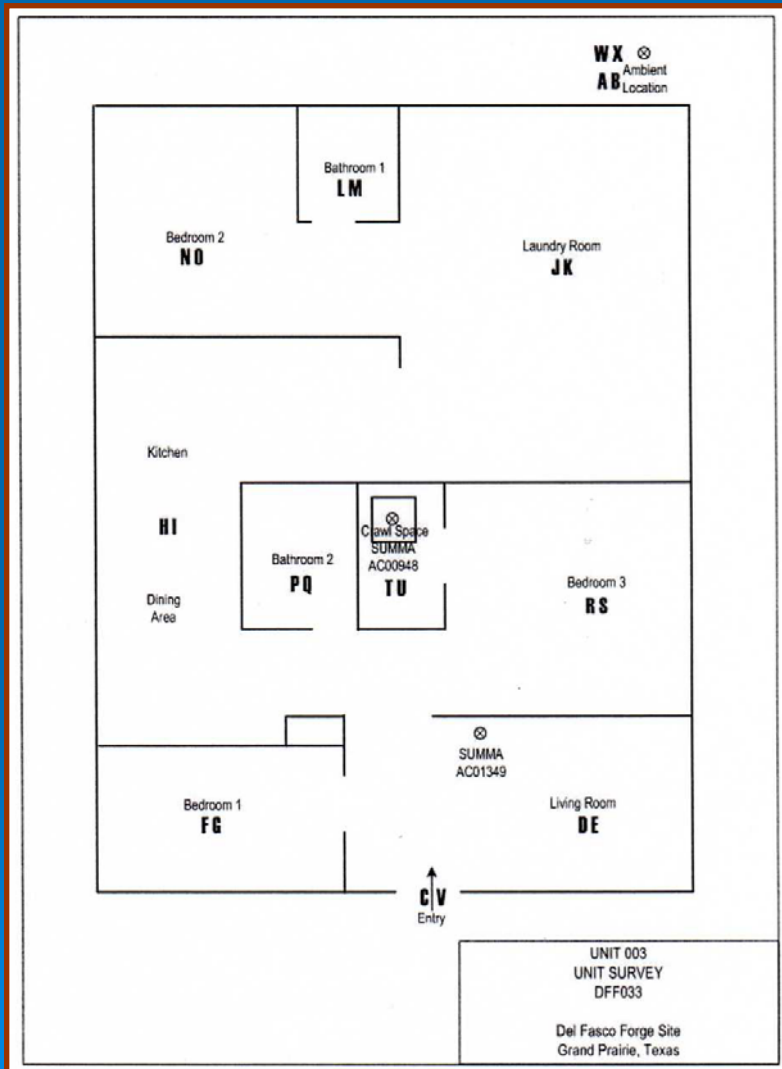 WX
Ambient
AB Location
Bathroom 1
LM
Bedroom 2
NO
Laundry Room
JK
Kitchen
HI
Dining
Area
Bathroom 2
PQ
Crawl Space
SUMMA
AC00948
TU
Bedroom 3
RS
SUMMA
AC01349
Bedroom 1
FG
Living Room
DE
CV
Entry
UNIT 003
UNIT SURVEY
DFF033
Del Fasco Forge Site
Grand Prairie, Texas